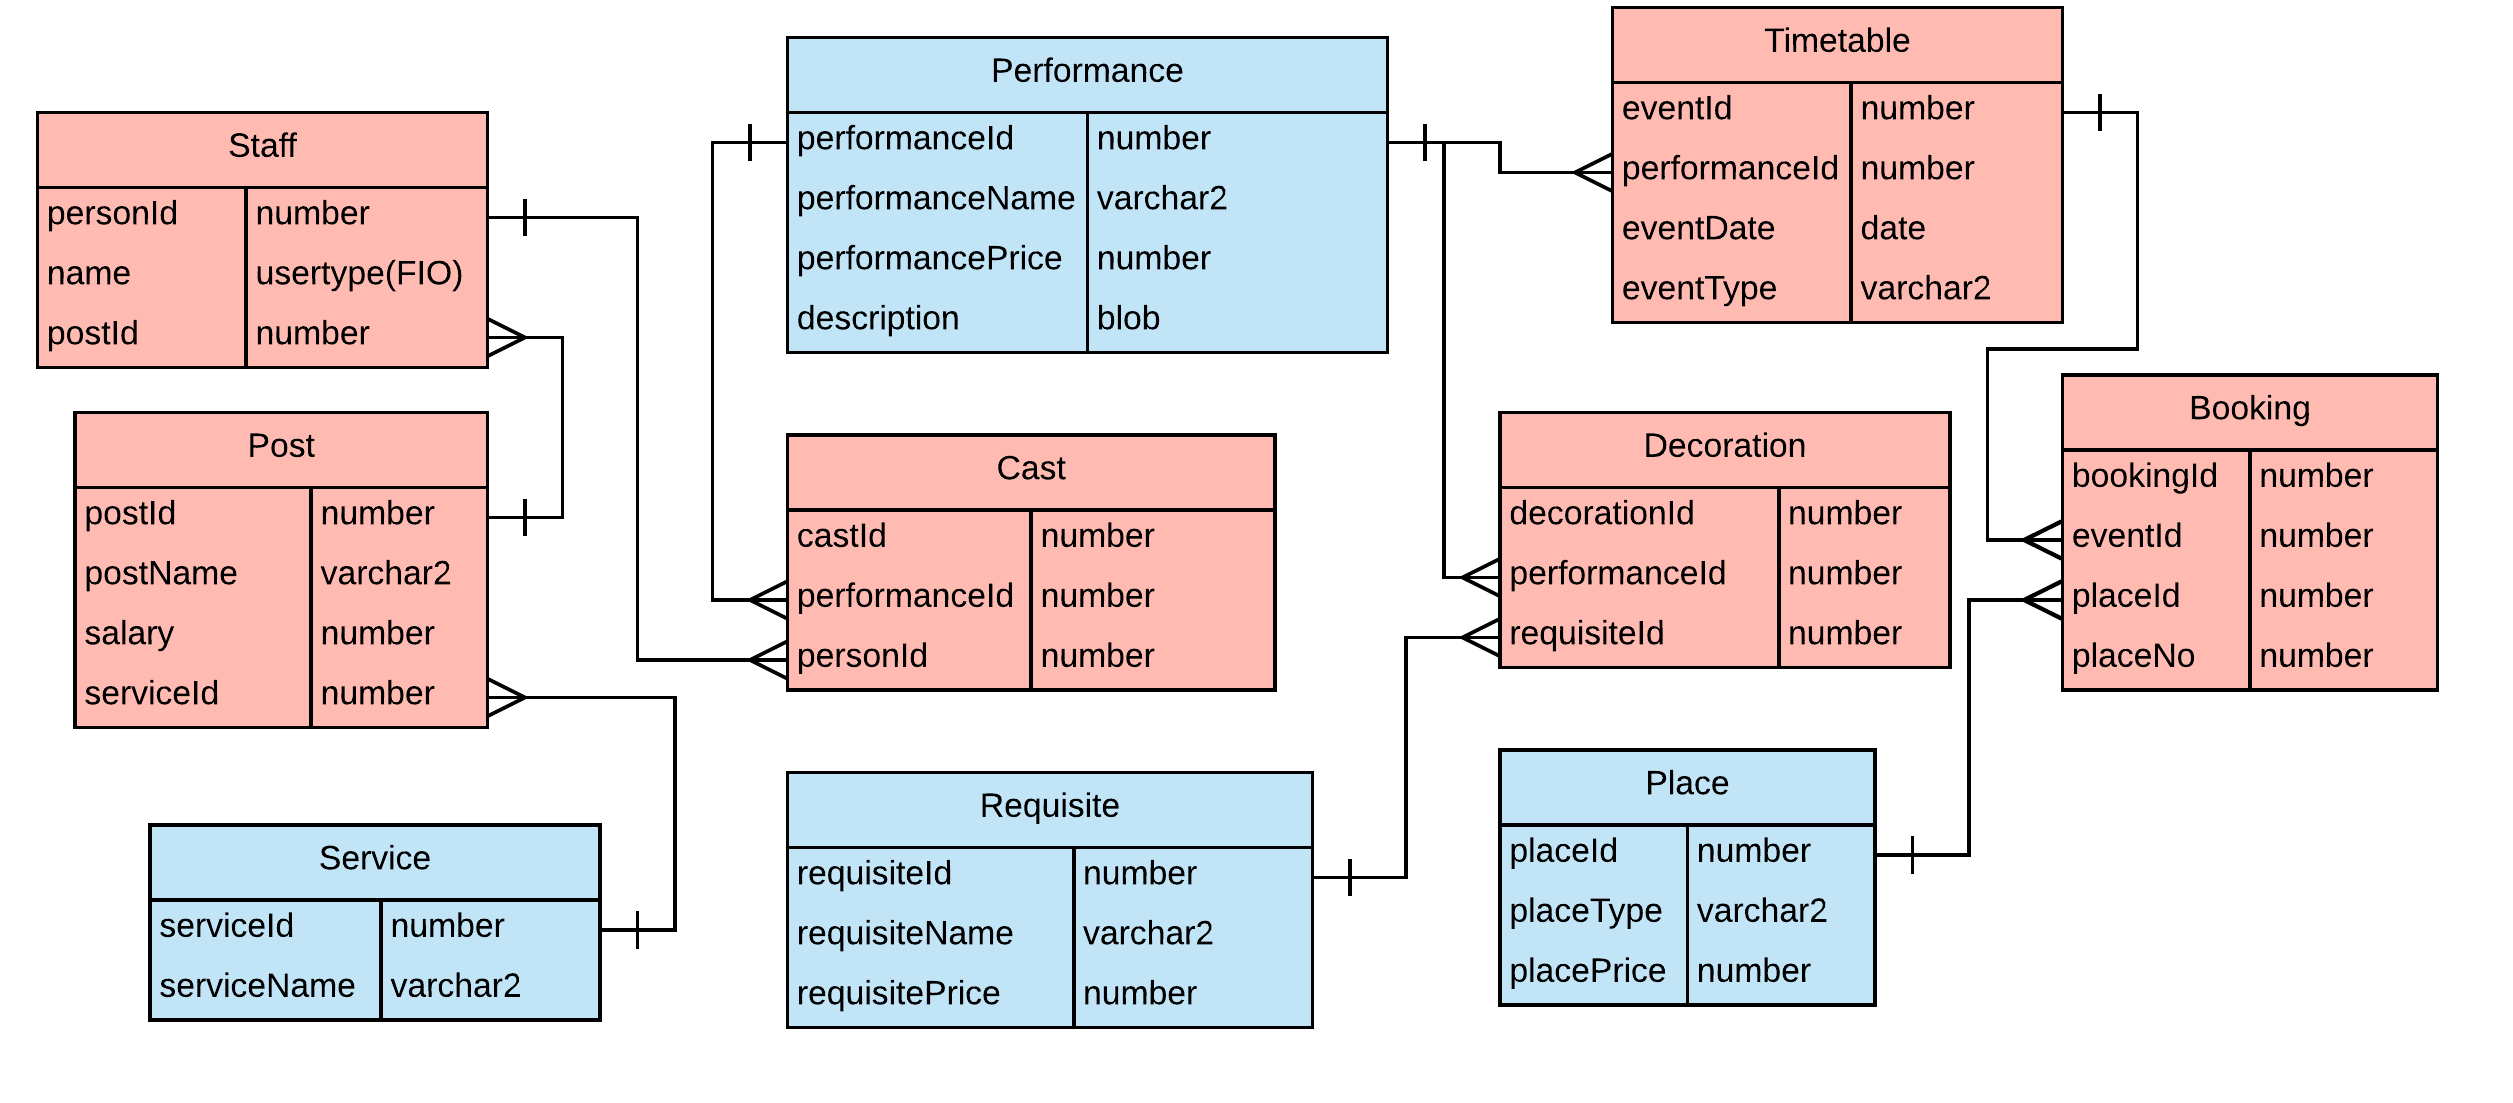 Staff
personId number
name usertype(FIO)
postId number
Post
postId number
postName varchar2
salary number
serviceId number
Service
serviceId number
serviceName varchar2
Performance
performanceId number
performanceName varchar2
performancePrice number
description blob
Cast
castId number
performanceId number
personId number
Requisite
requisiteId number
requisiteName varchar2
requisitePrice number
Timetable
eventId number
performanceId number
eventDate date
eventType varchar2
Decoration
decorationId number
performanceId number
requisiteId number
Place
placeId number
placeType varchar2
placePrice number
Booking
bookingId number
eventId number
placeId number
placeNo number